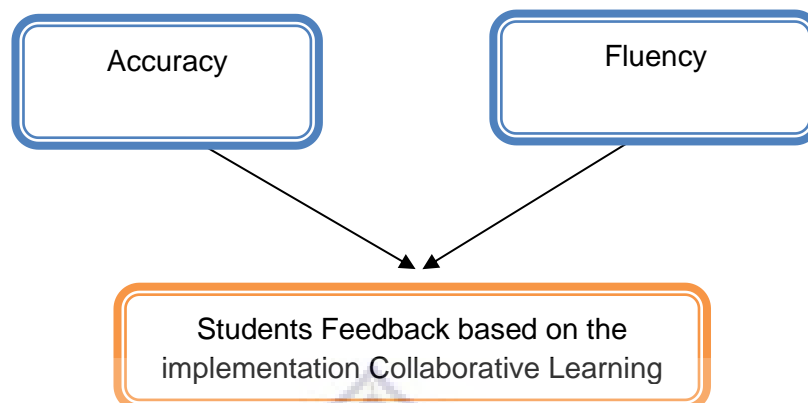 Accuracy
Fluency
Students Feedback based on the
implementation Collaborative Learning